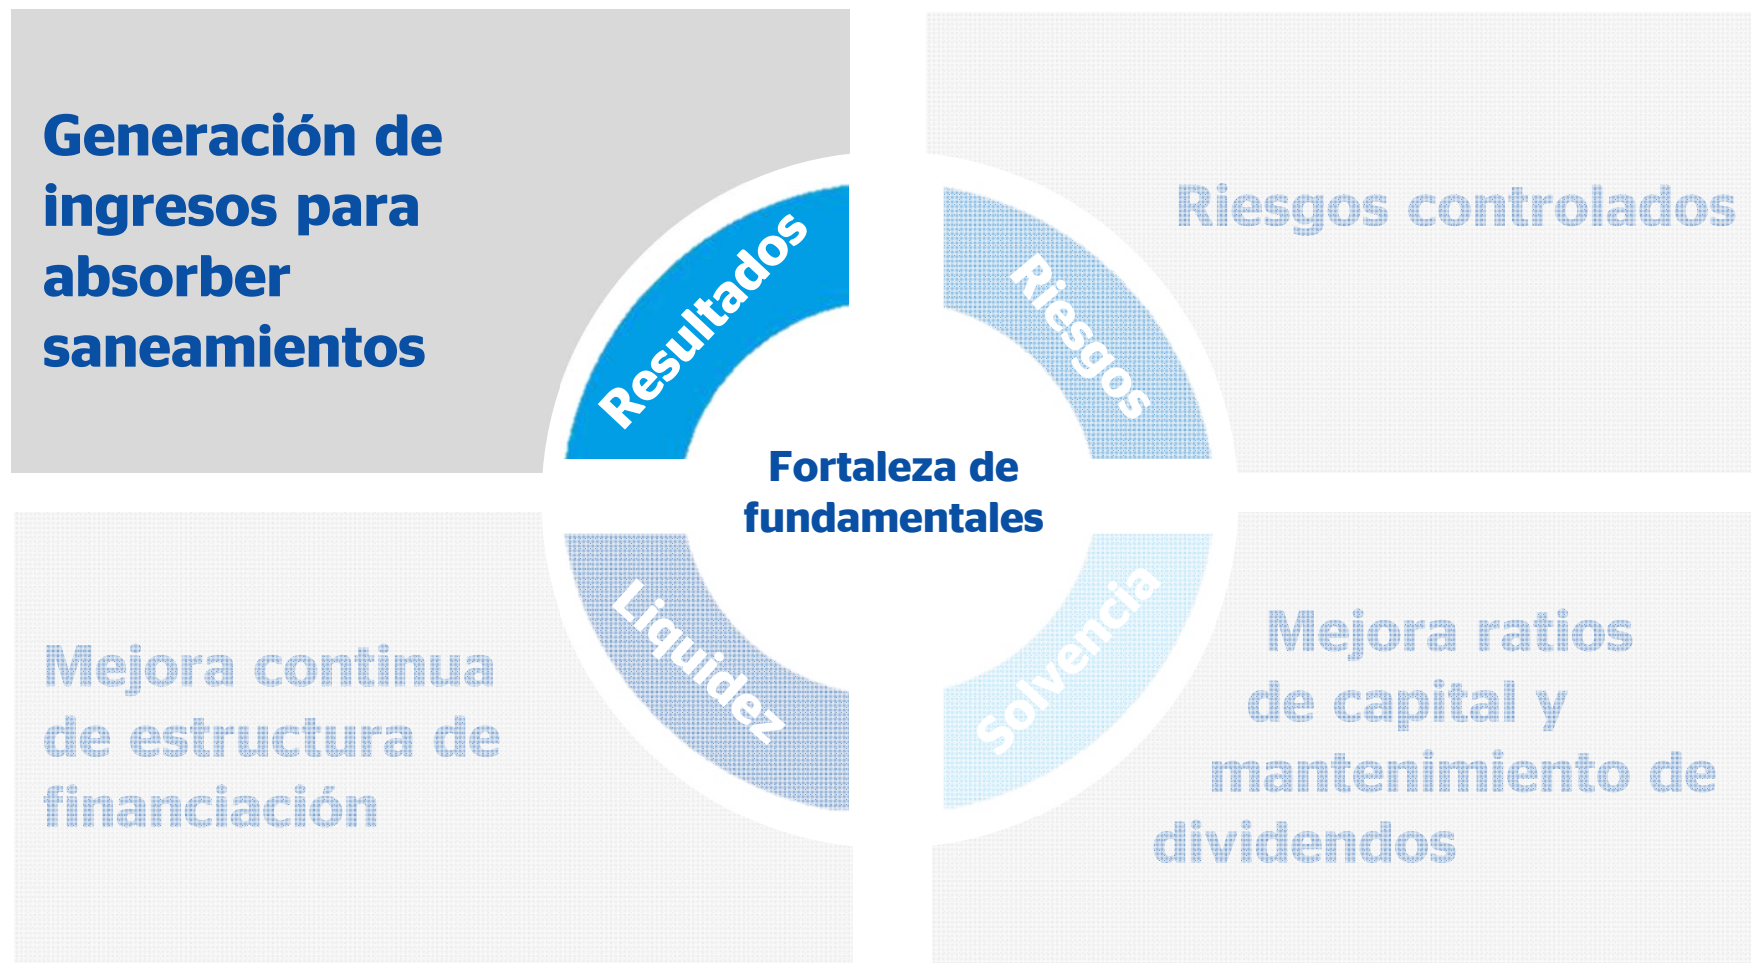 Generación de
ingresos para
absorber
saneamientos
Resultados
Riesgos controlados
Riesgos
Fortaleza de
fundamentales
Mejora continua
de estructura de
financiación
Liquidez
Solvencia
Mejora ratios
de capital y
mantenimiento de
dividendos